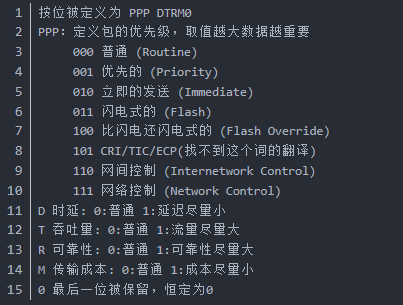 1 按位被定义为 PPP DTRM0
2 PPP: 定义包的优先级，取值越大数据越重要
3 000 普通 (Routine)
4 001 优先的 (Priority)
5 010 立即的发送 (Immediate)
6 011 闪电式的 (Flash)
7 100 比闪电还闪电式的 (Flash Override)
8 101 CRI/TIC/ECP(找不到这个词的翻译)
9 110 网间控制 (Internetwork Control)
10 111 网络控制 (Network Control)
11 D 时延: 0:普通 1:延迟尽量小
12 T 吞吐量: 0:普通 1:流量尽量大
13 R 可靠性: 0:普通 1:可靠性尽量大
14 M 传输成本: 0:普通 1:成本尽量小
15 0 最后一位被保留，恒定为0